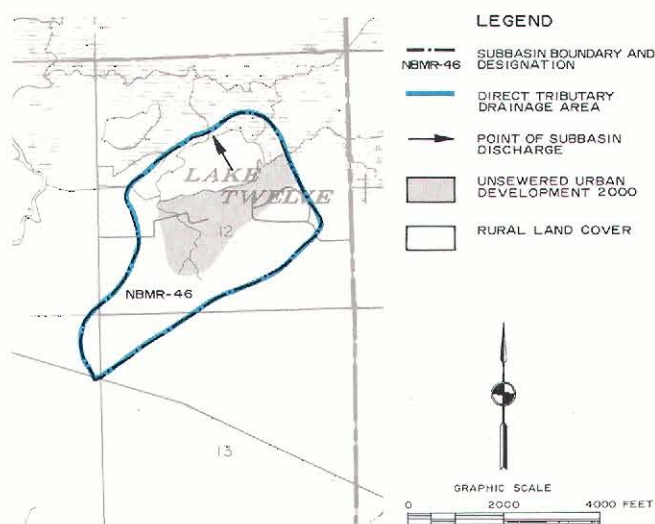 LEGEND
NBMR-46
SUBBASIN BOUNDARY AND
DESIGNATION
DIRECT TRIBUTARY
DRAINAGE AREA
POINT OF SUBBASIN
DISCHARGE
UNSEWERED URBAN
DEVELOPMENT 2000
RURAL LAND COVER
LAKE
TWELVE
12
NBMR-46
13
GRAPHIC SCALE
0 2000 4000 FEET